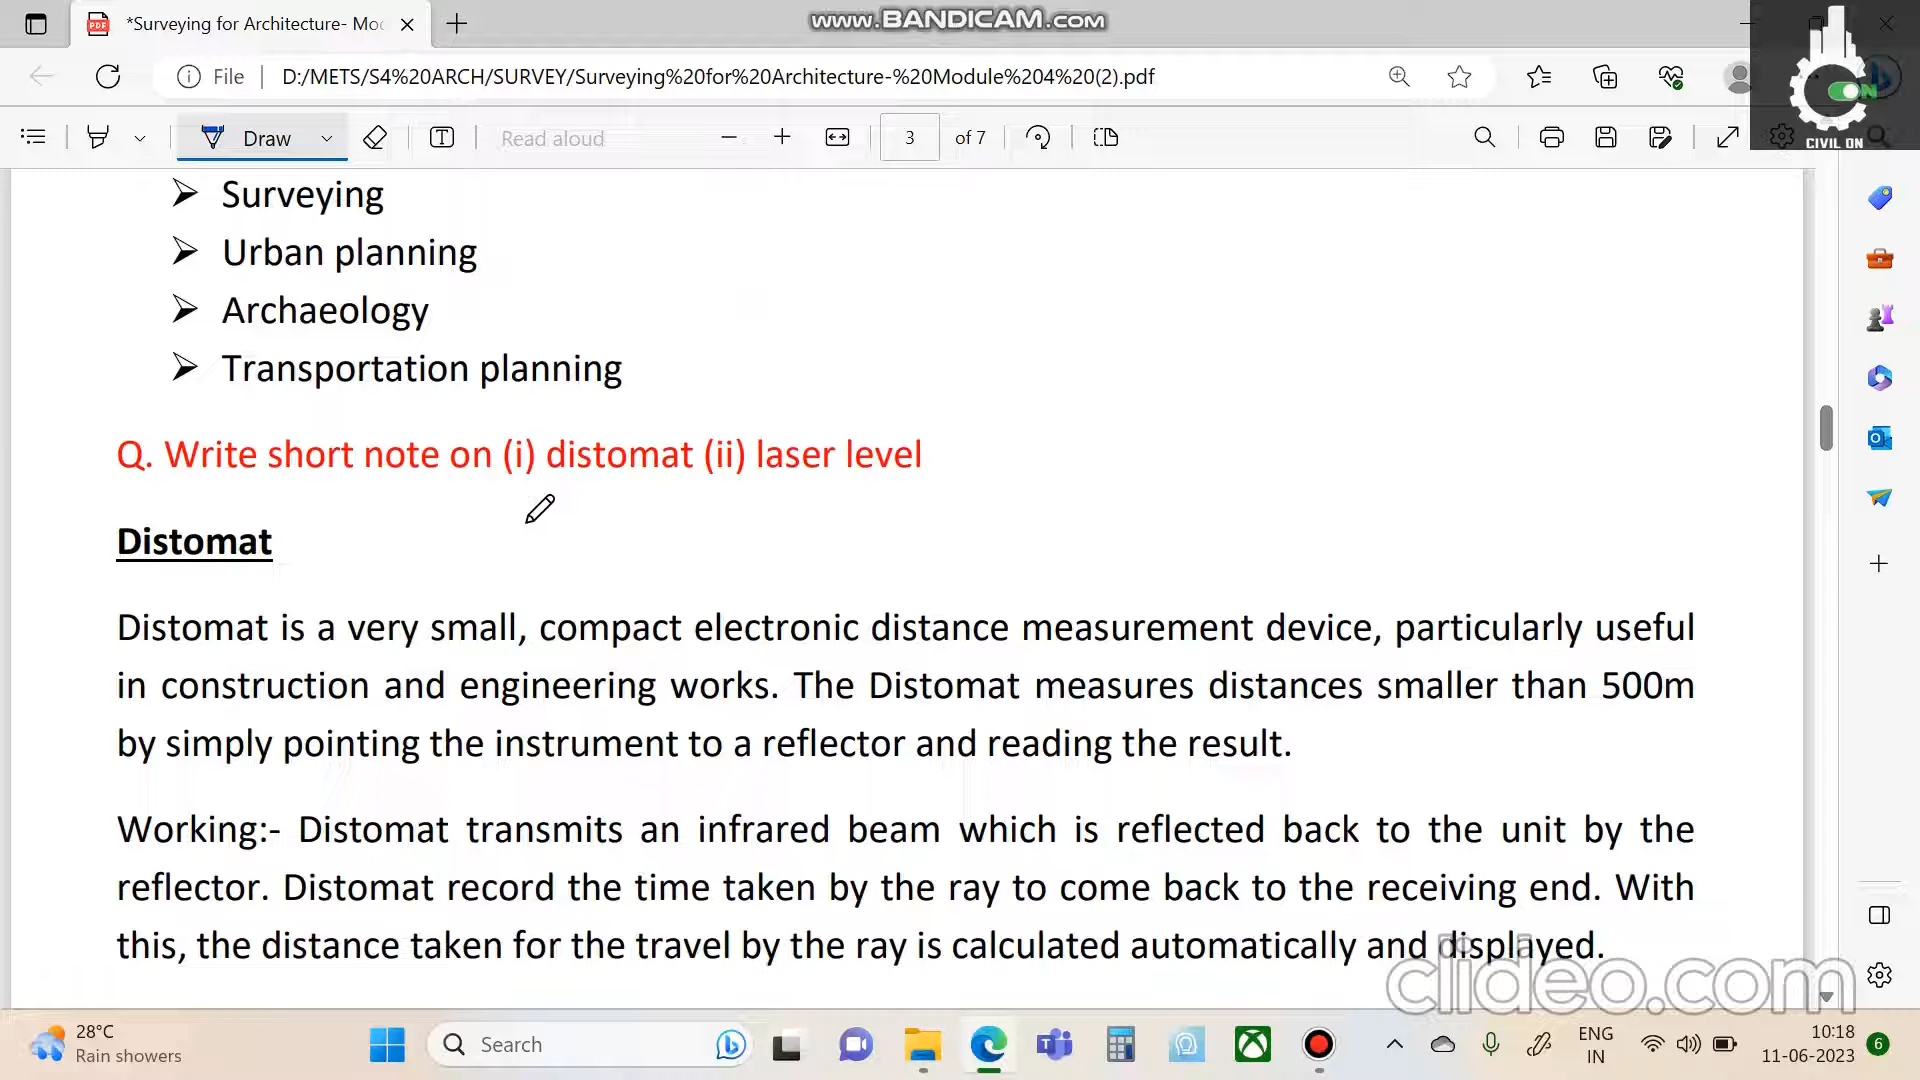 *Surveying for Architecture- Mod
www.BANDICAM.com
File
D:/METS/S4%20ARCH/SURVEY/Surveying%20for%20Architecture-%20Module%204%20(2).pdf
ON
CIVIL ON
Draw
Read aloud
3 of 7
Surveying
Urban planning
Archaeology
Transportation planning
Q. Write short note on (i) distomat (ii) laser level
Distomat
Distomat is a very small, compact electronic distance measurement device, particularly useful
in construction and engineering works. The Distomat measures distances smaller than 500m
by simply pointing the instrument to a reflector and reading the result.
Working:- Distomat transmits an infrared beam which is reflected back to the unit by the
reflector. Distomat record the time taken by the ray to come back to the receiving end. With
this, the distance taken for the travel by the ray is calculated automatically and displayed.
clideo.com
28°C
Rain showers
Search
ENG
IN
10:18
11-06-2023
6